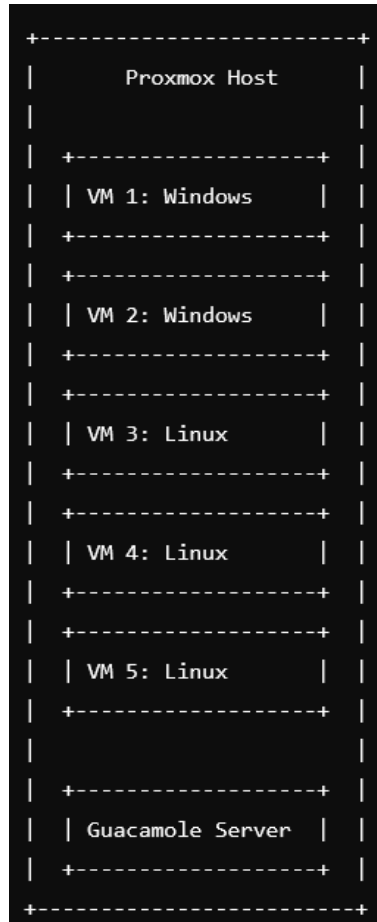 +--------------------------+
|       Proxmox Host       |
|                          |
|  +--------------------+  |
|  | VM 1: Windows      |  |
|  +--------------------+  |
|  +--------------------+  |
|  | VM 2: Windows      |  |
|  +--------------------+  |
|  +--------------------+  |
|  | VM 3: Linux        |  |
|  +--------------------+  |
|  +--------------------+  |
|  | VM 4: Linux        |  |
|  +--------------------+  |
|  +--------------------+  |
|  | VM 5: Linux        |  |
|  +--------------------+  |
|                          |
|  +--------------------+  |
|  | Guacamole Server   |  |
|  +--------------------+  |
+--------------------------+